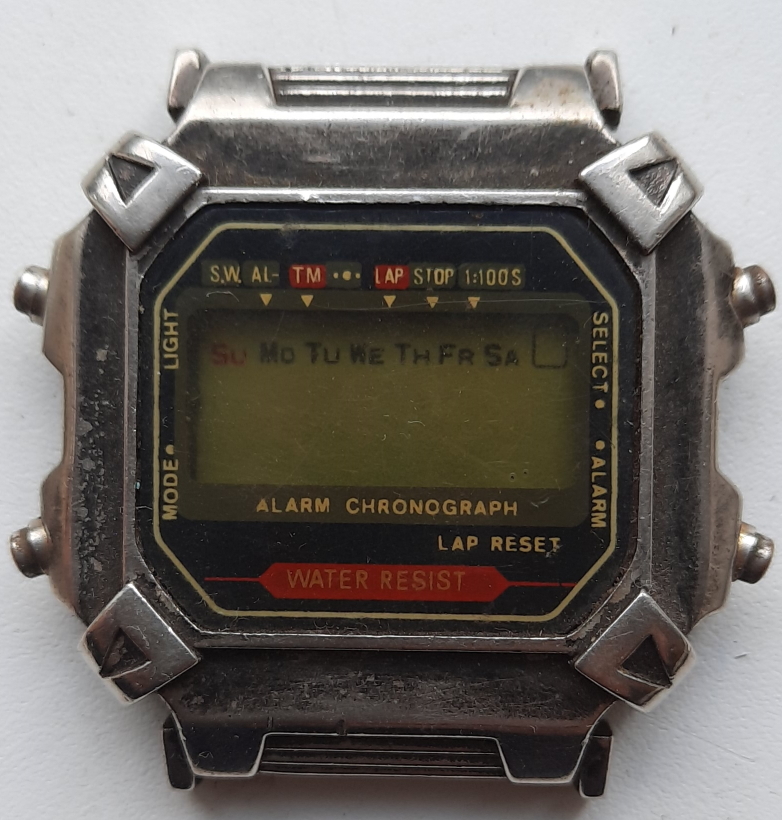 S.W. AL- TM LAP STOP 1:100S
LIGHT
SELECT
Su Mo Tu We Th Fr Sa
MODE
ALARM
ALARM CHRONOGRAPH
LAP RESET
WATER RESIST